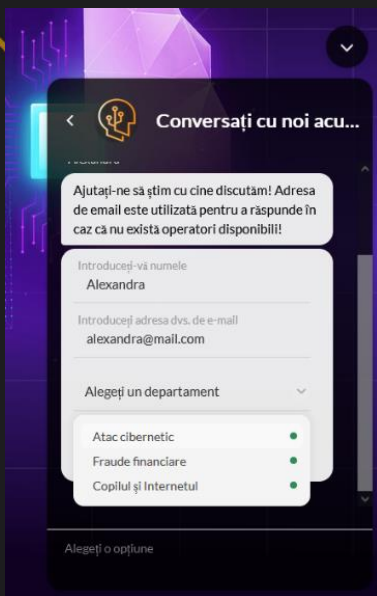 Conversați cu noi acu...
Ajutați-ne să știm cu cine discutăm! Adresa
de email este utilizată pentru a răspunde în
caz că nu există operatori disponibili!
Introduceți-vă numele
Alexandra
Introduceți adresa dvs. de e-mail
alexandra@mail.com
Alegeți un departament
Atac cibernetic
Fraude financiare
Copilul și Internetul
Alegeți o opțiune